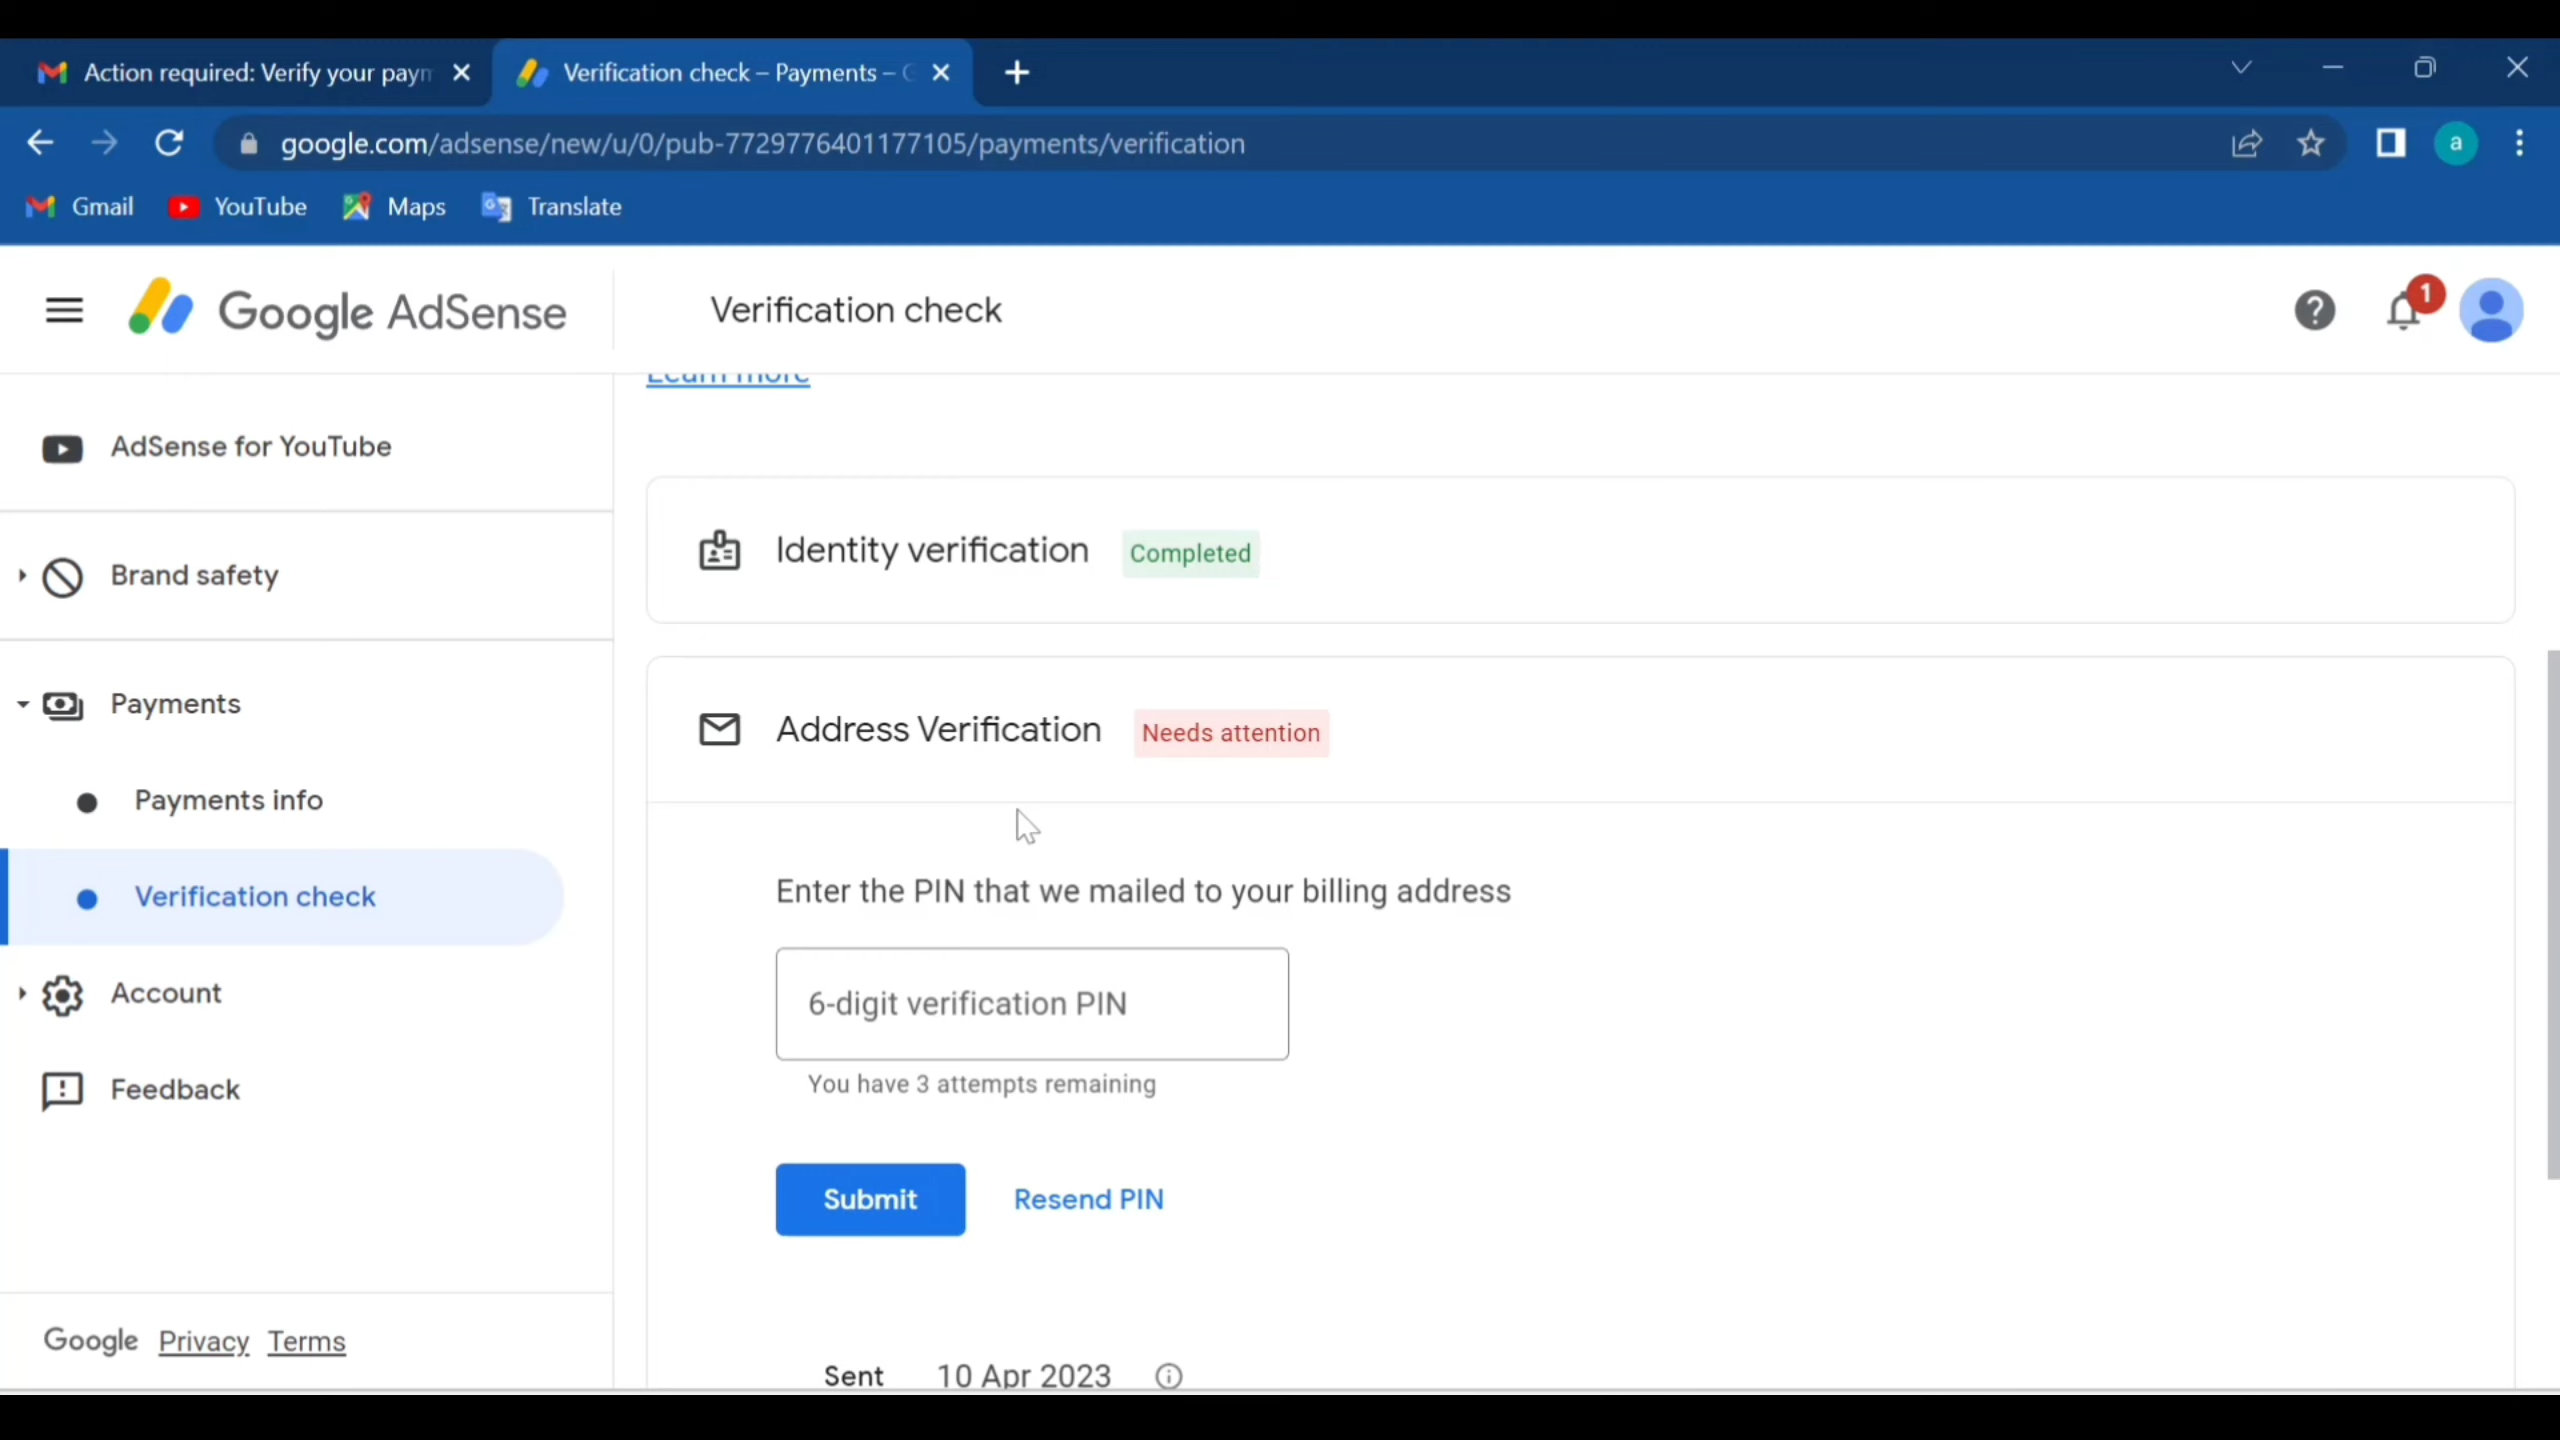 Action required: Verify your paym
Verification check – Payments – G
google.com/adsense/new/u/0/pub-7729776401177105/payments/verification
a
Gmail
YouTube
Maps
Translate
Google AdSense
Verification check
1
Learn more
AdSense for YouTube
Brand safety
Payments
Payments info
Verification check
Account
Feedback
Google Privacy Terms
Identity verification Completed
Address Verification Needs attention
Enter the PIN that we mailed to your billing address
6-digit verification PIN
You have 3 attempts remaining
Submit
Resend PIN
Sent 10 Apr 2023